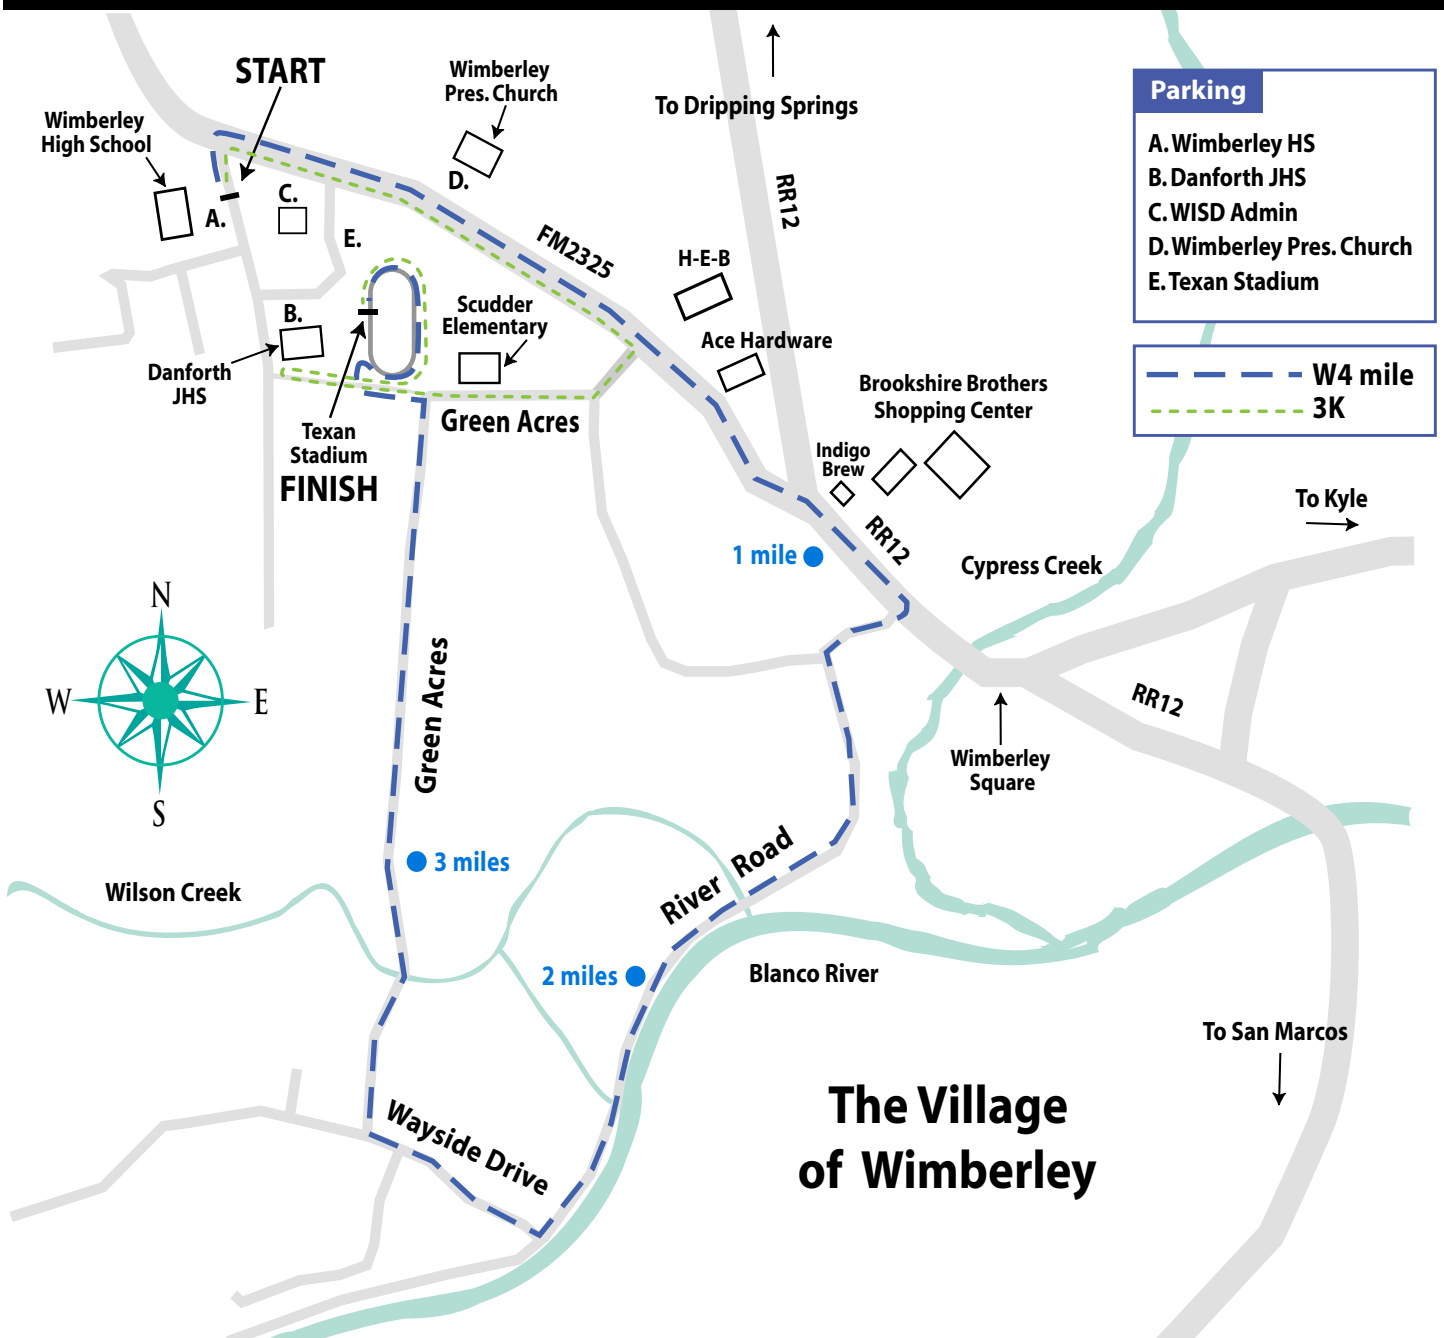 START
Wimberley
Pres. Church
To Dripping Springs
Parking
A. Wimberley HS
B. Danforth JHS
C. WISD Admin
D. Wimberley Pres. Church
E. Texan Stadium
Wimberley
High School
D.
C.
A.
E.
RR12
FM2325
H-E-B
Scudder
Elementary
B.
Ace Hardware
W4 mile
3K
Danforth
JHS
Brookshire Brothers
Shopping Center
Green Acres
Texan
Stadium
FINISH
Indigo
Brew
To Kyle
RR12
1 mile
Cypress Creek
N
W
E
S
Green Acres
RR12
Wimberley
Square
3 miles
River Road
Wilson Creek
2 miles
Blanco River
To San Marcos
Wayside Drive
The Village
of Wimberley